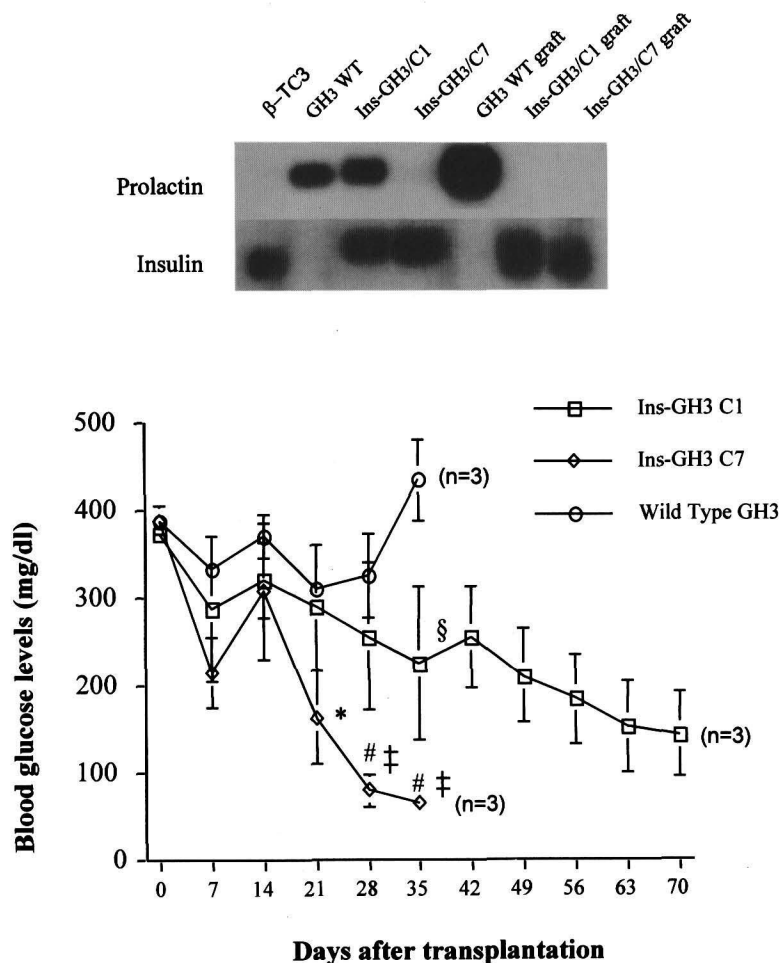 β-TC3
GH3 WT
Ins-GH3/C1
Ins-GH3/C7
GH3 WT graft
Ins-GH3/C1 graft
Ins-GH3/C7 graft
Prolactin
Insulin
Ins-GH3 C1
Ins-GH3 C7
Wild Type GH3
Blood glucose levels (mg/dl)
500
400
300
200
100
0
(n=3)
§
*
# ‡
# ‡
(n=3)
(n=3)
0 7 14 21 28 35 42 49 56 63 70
Days after transplantation